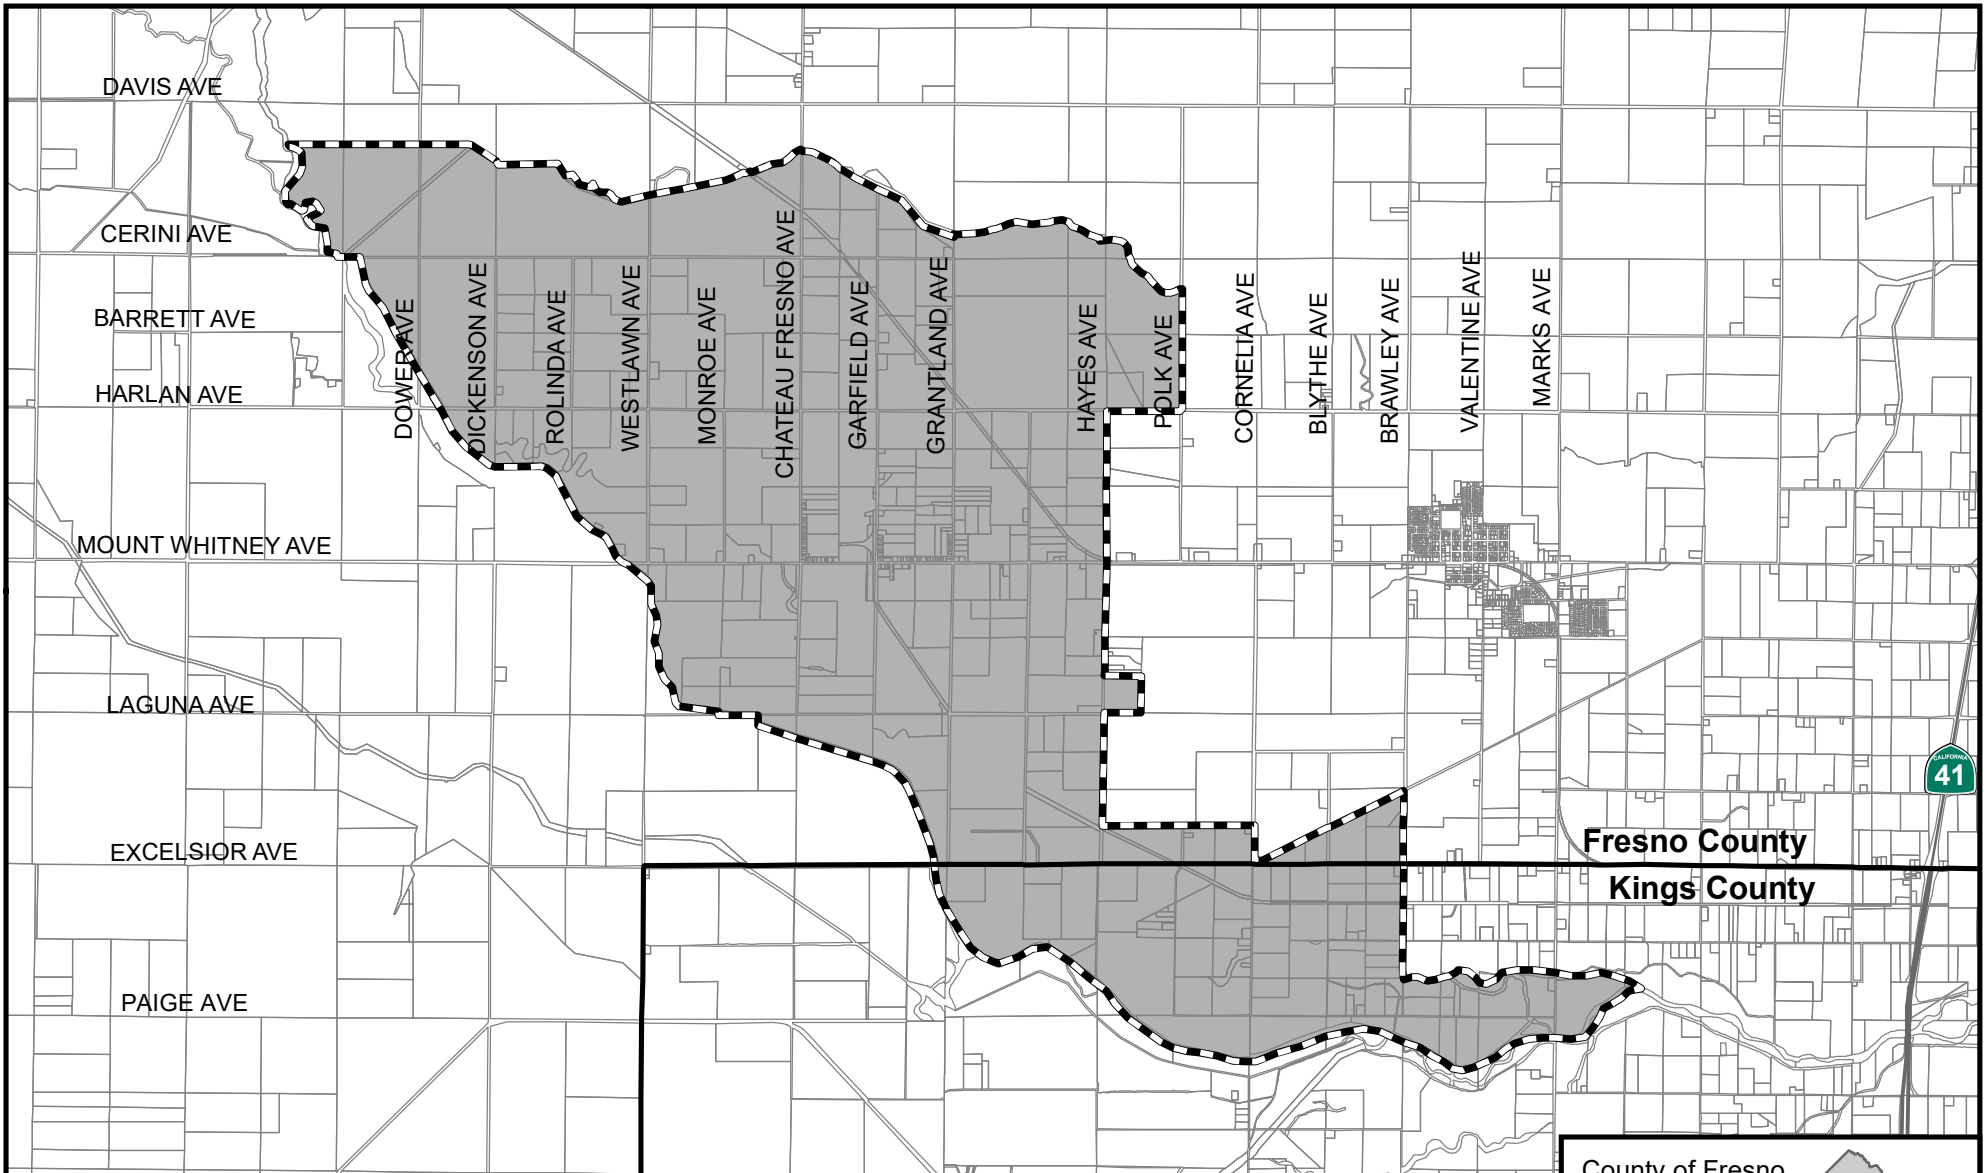 DAVIS AVE
CERINI AVE
BARRETT AVE
HARLAN AVE
MOUNT WHITNEY AVE
LAGUNA AVE
EXCELSIOR AVE
PAIGE AVE
DOWER AVE
DICKENSON AVE
ROLINDA AVE
WESTLAWN AVE
MONROE AVE
CHATEAU FRESNO AVE
GARFIELD AVE
GRANTLAND AVE
HAYES AVE
POLK AVE
CORNELIA AVE
BLYTHE AVE
BRAWLEY AVE
VALENTINE AVE
MARKS AVE
CALIFORNIA
41
Fresno County
Kings County
County of Fresno